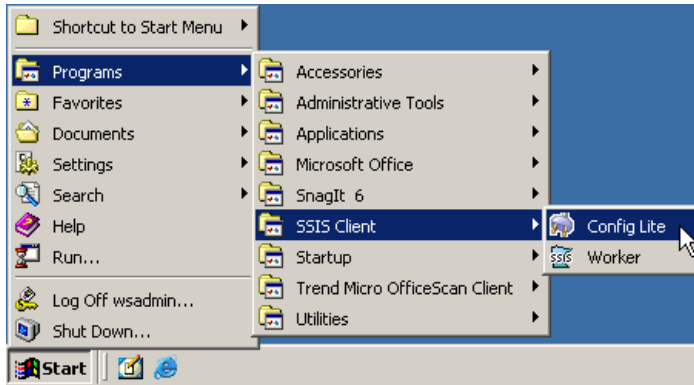 Shortcut to Start Menu
Programs
Favorites
Documents
Settings
Search
Help
Run...
Log Off wsadmin...
Shut Down...
Accessories
Administrative Tools
Applications
Microsoft Office
SnagIt 6
SSIS Client
Startup
Trend Micro OfficeScan Client
Utilities
Config Lite
SSIS Worker
Start